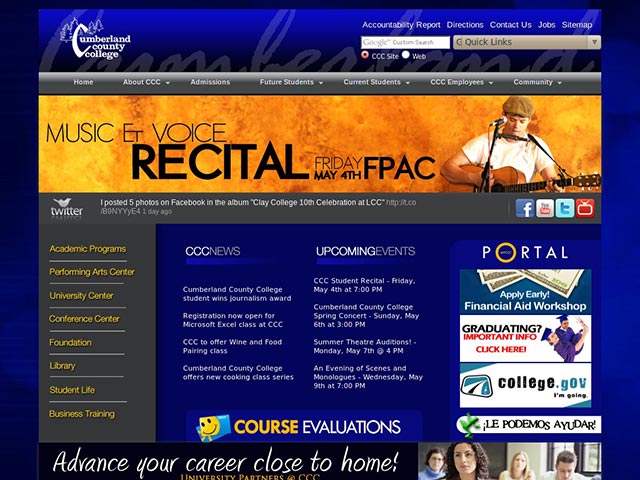 Accountability Report Directions Contact Us Jobs Sitemap
Cumberland
county
college
Google Custom Search
Quick Links
CCC Site Web
Home About CCC Admissions Future Students Current Students CCC Employees Community
MUSIC & VOICE
RECITAL FRIDAY MAY 4TH FPAC
twitter
I posted 5 photos on Facebook in the album "Clay College 10th Celebration at LCC" http://t.co
/B9NYYyE4 1 day ago
You Tube
Academic Programs
Performing Arts Center
University Center
Conference Center
Foundation
Library
Student Life
Business Training
CCCNEWS
Cumberland County College
student wins journalism award
Registration now open for
Microsoft Excel class at CCC
CCC to offer Wine and Food
Pairing class
Cumberland County College
offers new cooking class series
UPCOMINGEVENTS
CCC Student Recital - Friday,
May 4th at 7:00 PM
Cumberland County College
Spring Concert - Sunday, May
6th at 3:00 PM
Summer Theatre Auditions! -
Monday, May 7th @ 4 PM
An Evening of Scenes and
Monologues - Wednesday, May
9th at 7:00 PM
PORTAL
Apply Early!
Financial Aid Workshop
GRADUATING?
IMPORTANT INFO
CLICK HERE!
college.gov
I'm going.
¡LE PODEMOS AYUDAR!
COURSE EVALUATIONS
Advance your career close to home!
UNIVERSITY PARTNERS @ CCC